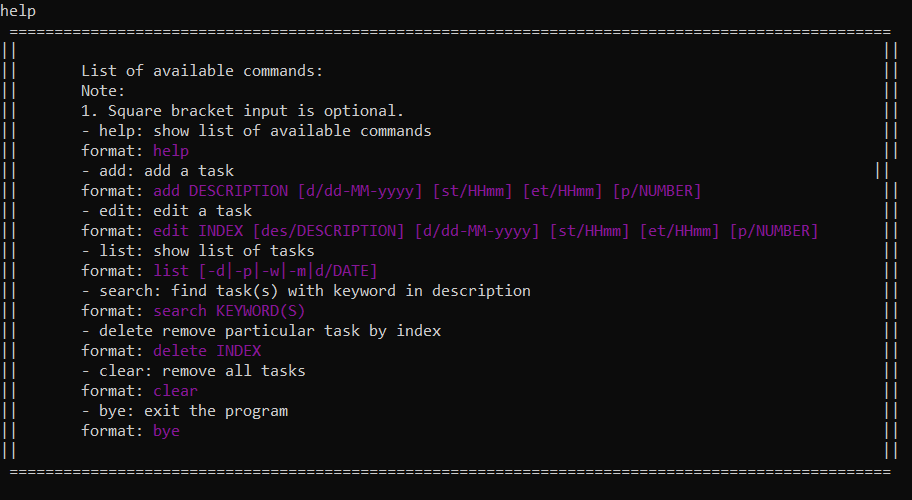 help
==================================================================================================
|| ||
|| List of available commands: ||
|| Note: ||
|| 1. Square bracket input is optional. ||
|| - help: show list of available commands ||
|| format: help ||
|| - add: add a task ||
|| format: add DESCRIPTION [d/dd-MM-yyyy] [st/HHmm] [et/HHmm] [p/NUMBER] ||
|| - edit: edit a task ||
|| format: edit INDEX [des/DESCRIPTION] [d/dd-MM-yyyy] [st/HHmm] [et/HHmm] [p/NUMBER] ||
|| - list: show list of tasks ||
|| format: list [-d|-p|-w|-m|d/DATE] ||
|| - search: find task(s) with keyword in description ||
|| format: search KEYWORD(S) ||
|| - delete remove particular task by index ||
|| format: delete INDEX ||
|| - clear: remove all tasks ||
|| format: clear ||
|| - bye: exit the program ||
|| format: bye ||
|| ||
==================================================================================================